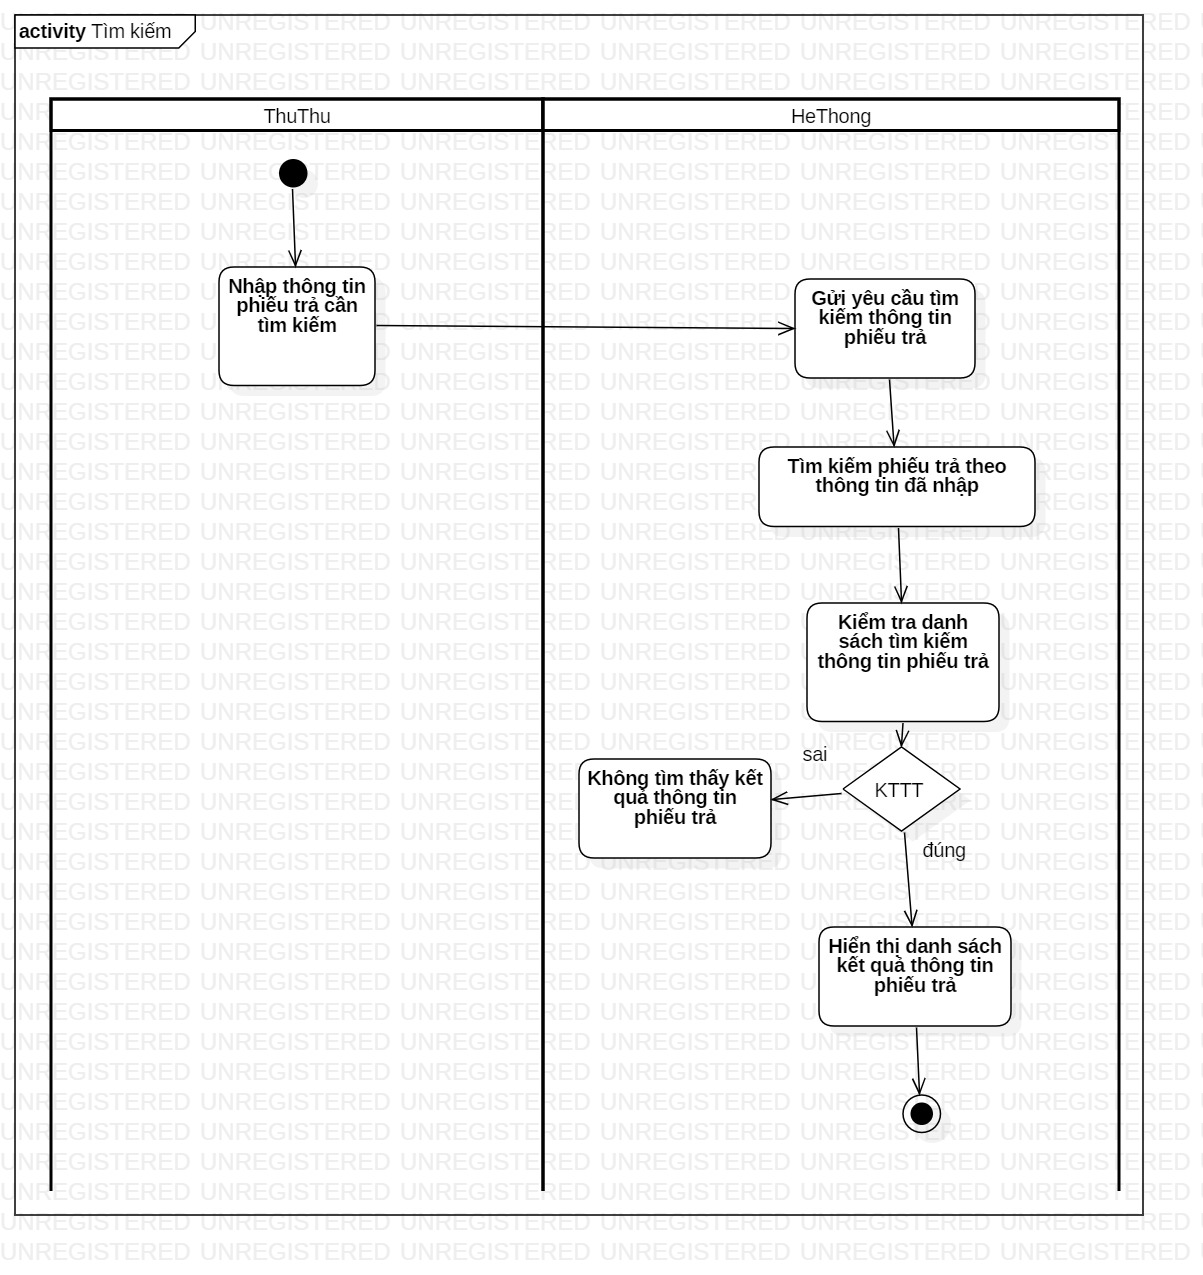 activity Tìm kiếm
ThuThu
HeThong
Nhập thông tin
phiếu trả cần
tìm kiếm
Gửi yêu cầu tìm
kiếm thông tin
phiếu trả
Tìm kiếm phiếu trả theo
thông tin đã nhập
Kiểm tra danh
sách tìm kiếm
thông tin phiếu trả
sai
KTTT
Không tìm thấy kết
quả thông tin
phiếu trả
đúng
Hiển thị danh sách
kết quả thông tin
phiếu trả
UNREGISTERED